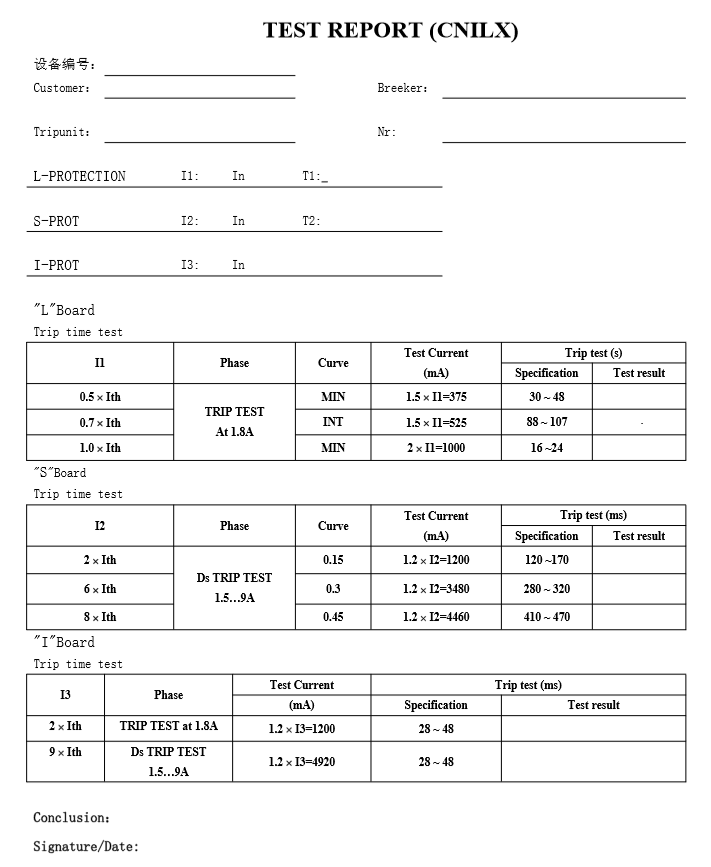 TEST REPORT (CNILX)
设备编号:
Customer: Breeker:
Tripunit: Nr:
L-PROTECTION I1: In T1:_
S-PROT I2: In T2:
I-PROT I3: In
"L"Board
Trip time test
I1 Phase Curve Test Current (mA) Trip test (s)
Specification Test result
0.5 × Ith TRIP TEST At 1.8A MIN 1.5 × I1=375 30 ~ 48
0.7 × Ith INT 1.5 × I1=525 88 ~ 107 .
1.0 × Ith MIN 2 × I1=1000 16 ~24
"S"Board
Trip time test
I2 Phase Curve Test Current (mA) Trip test (ms)
Specification Test result
2 × Ith Ds TRIP TEST 1.5…9A 0.15 1.2 × I2=1200 120 ~170
6 × Ith 0.3 1.2 × I2=3480 280 ~ 320
8 × Ith 0.45 1.2 × I2=4460 410 ~ 470
"I"Board
Trip time test
I3 Phase Test Current Trip test (ms)
(mA) Specification Test result
2 × Ith TRIP TEST at 1.8A 1.2 × I3=1200 28 ~ 48
9 × Ith Ds TRIP TEST 1.5…9A 1.2 × I3=4920 28 ~ 48
Conclusion:
Signature/Date: